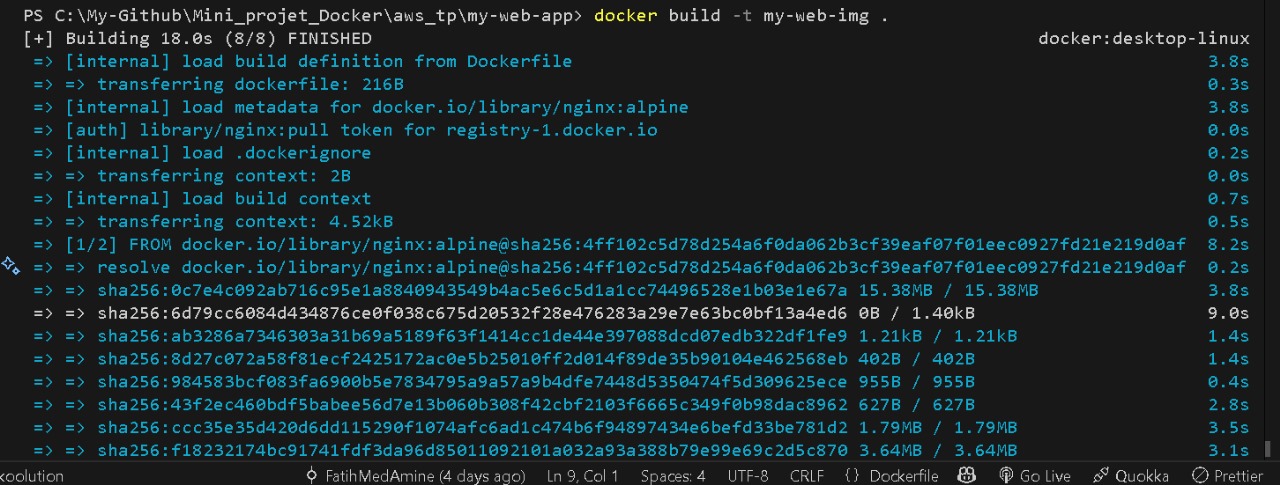 PS C:\My-Github\Mini_projet_Docker\aws_tp\my-web-app> docker build -t my-web-img .
[+] Building 18.0s (8/8) FINISHED docker:desktop-linux
=> [internal] load build definition from Dockerfile 3.8s
=> => transferring dockerfile: 216B 0.3s
=> [internal] load metadata for docker.io/library/nginx:alpine 3.8s
=> [auth] library/nginx:pull token for registry-1.docker.io 0.0s
=> [internal] load .dockerignore 0.2s
=> => transferring context: 2B 0.0s
=> [internal] load build context 0.7s
=> => transferring context: 4.52kB 0.5s
=> [1/2] FROM docker.io/library/nginx:alpine@sha256:4ff102c5d78d254a6f0da062b3cf39eaf07f01eec0927fd21e219d0af 8.2s
=> => resolve docker.io/library/nginx:alpine@sha256:4ff102c5d78d254a6f0da062b3cf39eaf07f01eec0927fd21e219d0af 0.2s
=> => sha256:0c7e4c092ab716c95e1a8840943549b4ac5e6c5d1a1cc74496528e1b03e1e67a 15.38MB / 15.38MB 3.8s
=> => sha256:6d79cc6084d434876ce0f038c675d20532f28e476283a29e7e63bc0bf13a4ed6 0B / 1.40kB 9.0s
=> => sha256:ab3286a7346303a31b69a5189f63f1414cc1de44e397088dcd07edb322df1fe9 1.21kB / 1.21kB 1.4s
=> => sha256:8d27c072a58f81ecf2425172ac0e5b25010ff2d014f89de35b90104e462568eb 402B / 402B 1.4s
=> => sha256:984583bcf083fa6900b5e7834795a9a57a9b4dfe7448d5350474f5d309625ece 955B / 955B 0.4s
=> => sha256:43f2ec460bdf5babee56d7e13b060b308f42cbf2103f6665c349f0b98dac8962 627B / 627B 2.8s
=> => sha256:ccc35e35d420d6dd115290f1074afc6ad1c474b6f94897434e6befd33be781d2 1.79MB / 1.79MB 3.5s
=> => sha256:f18232174bc91741fdf3da96d85011092101a032a93a388b79e99e69c2d5c870 3.64MB / 3.64MB 3.1s
koolution FatihMedAmine (4 days ago) Ln 9, Col 1 Spaces: 4 UTF-8 CRLF {} Dockerfile Go Live Quokka Prettier